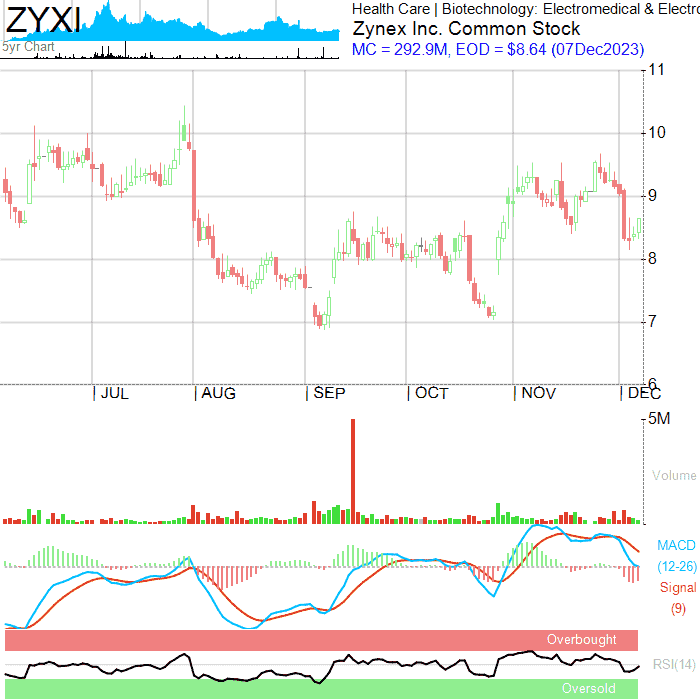 ZYXI
5yr Chart
Health Care | Biotechnology: Electromedical & Electro
Zynex Inc. Common Stock
MC = 292.9M, EOD = $8.64 (07Dec2023)
11
10
9
8
7
6
JUL AUG SEP OCT NOV DEC
5M
Volume
MACD
(12-26)
Signal
(9)
Overbought
RSI(14)
Oversold